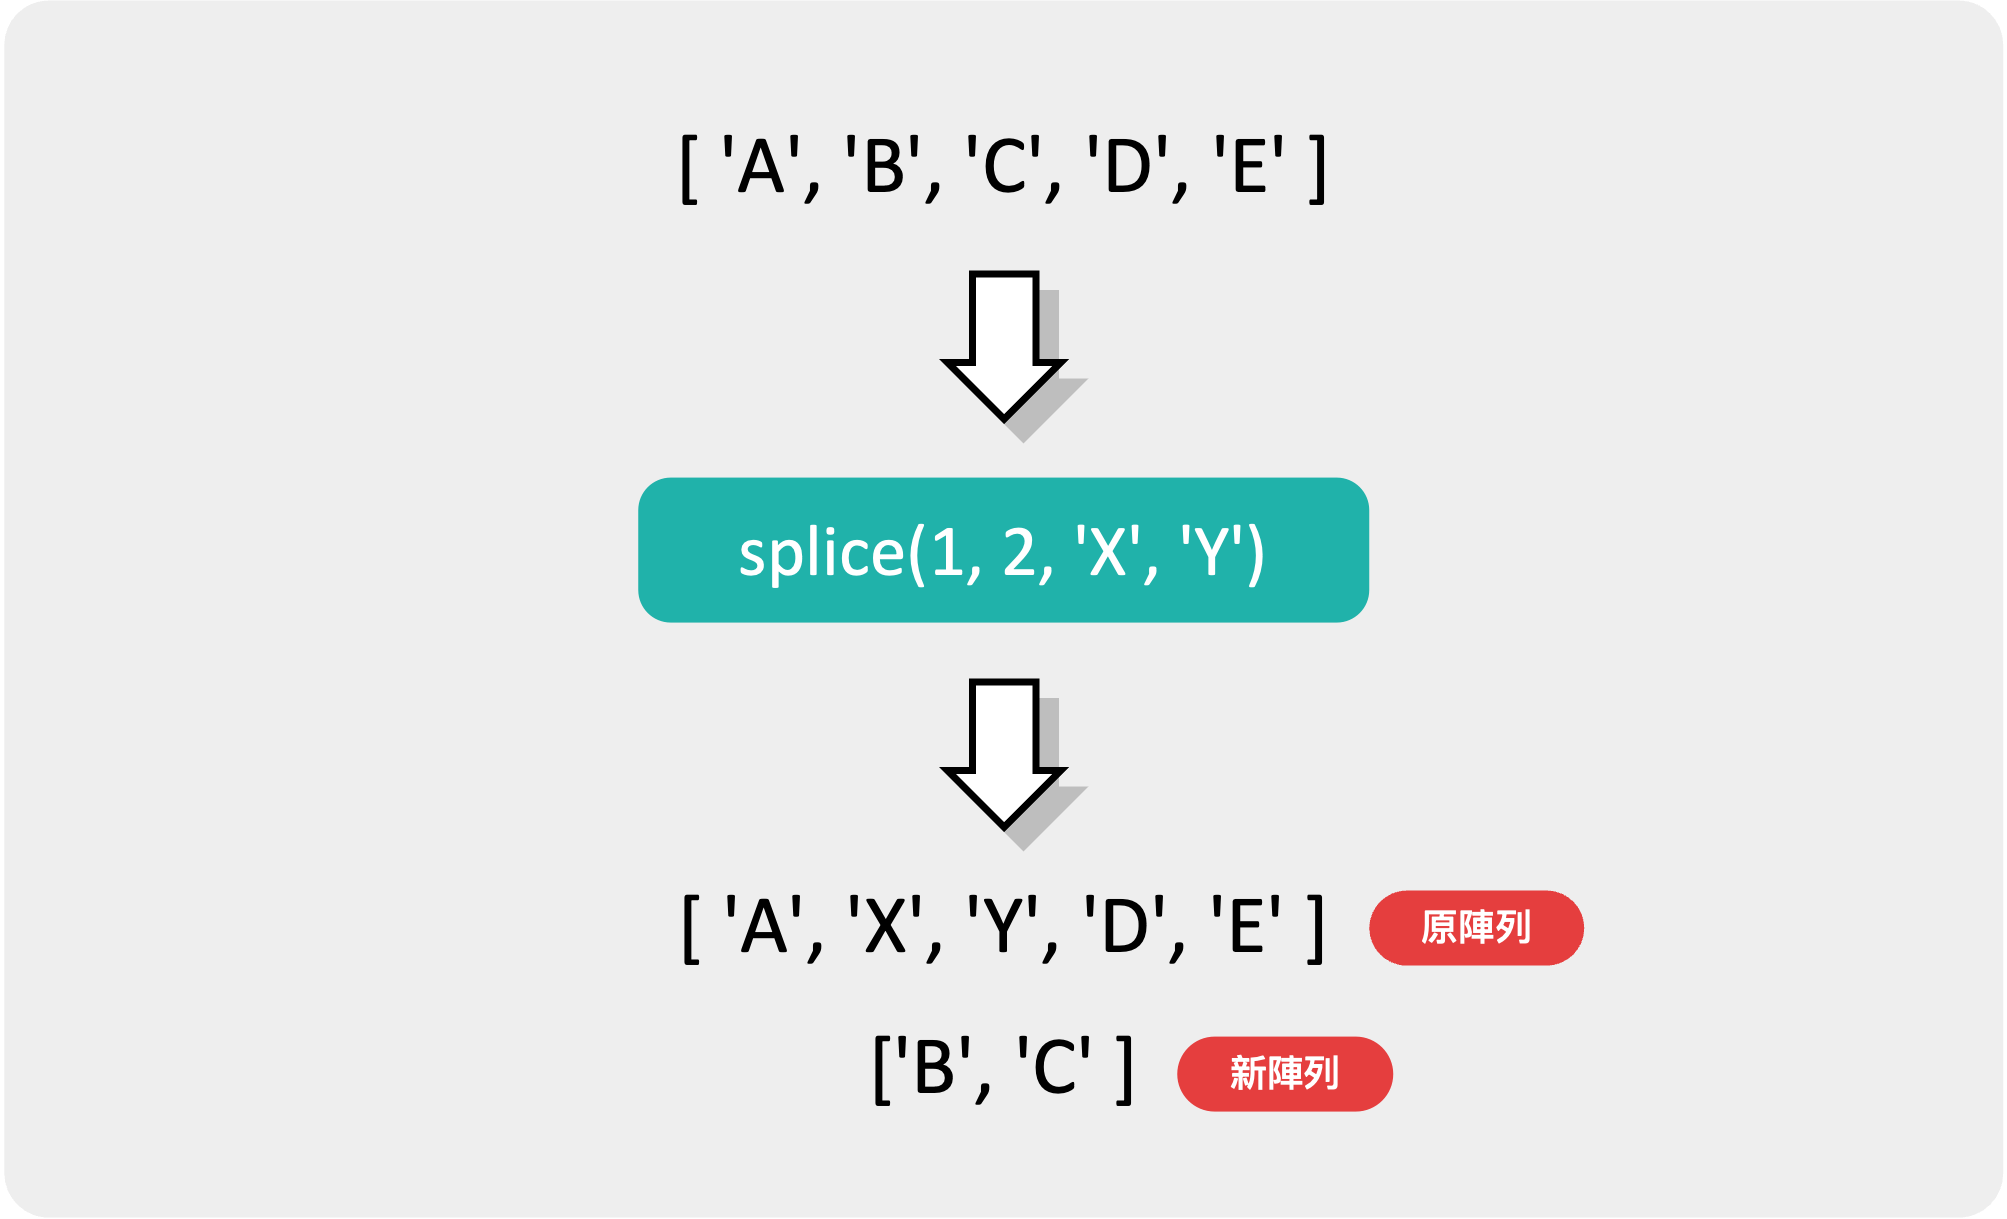 [ 'A', 'B', 'C', 'D', 'E' ]
splice(1, 2, 'X', 'Y')
[ 'A', 'X', 'Y', 'D', 'E' ] 原陣列
['B', 'C' ] 新陣列